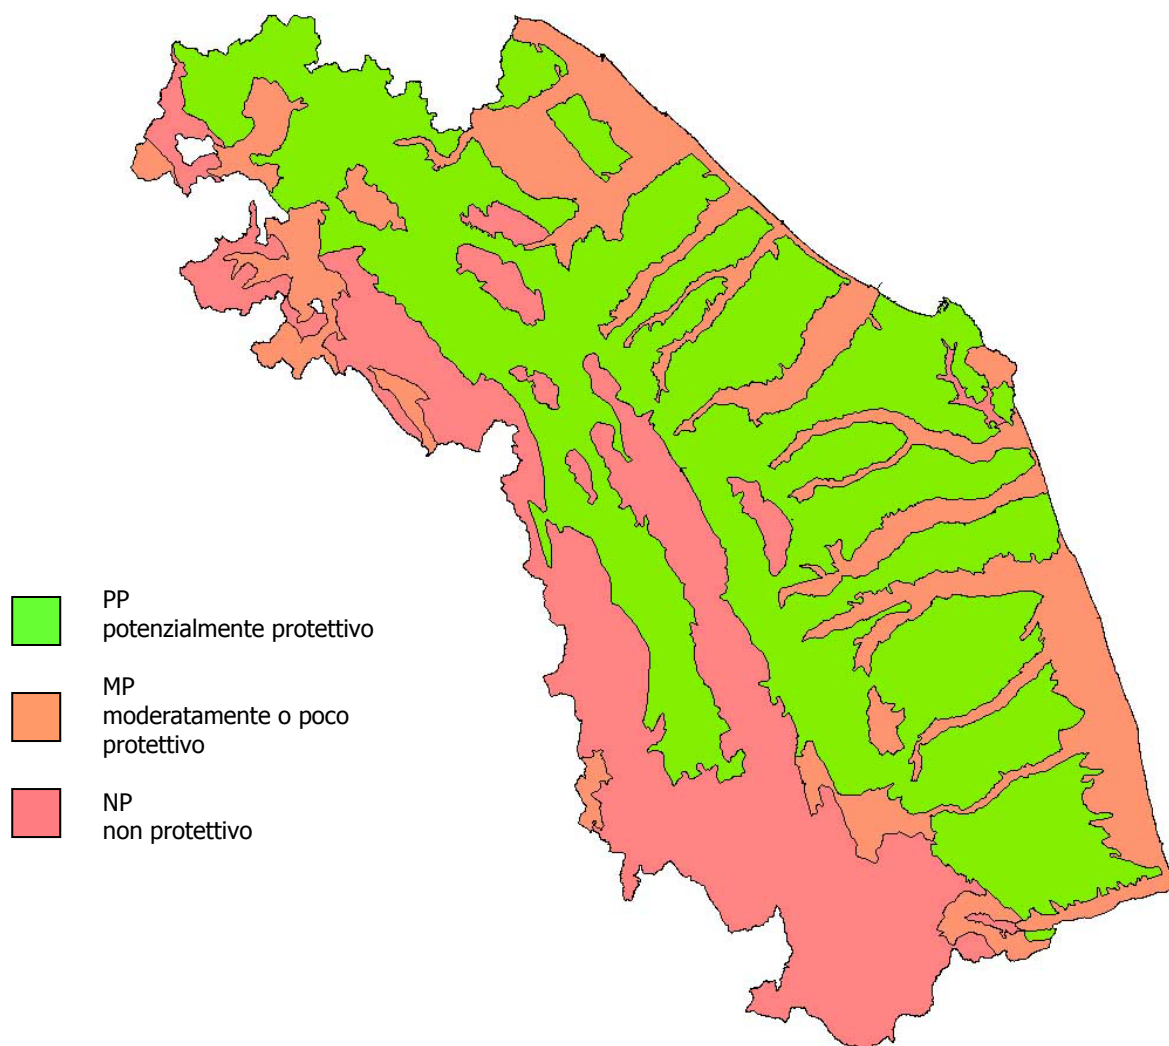 PP
potenzialmente protettivo
MP
moderatamente o poco
protettivo
NP
non protettivo